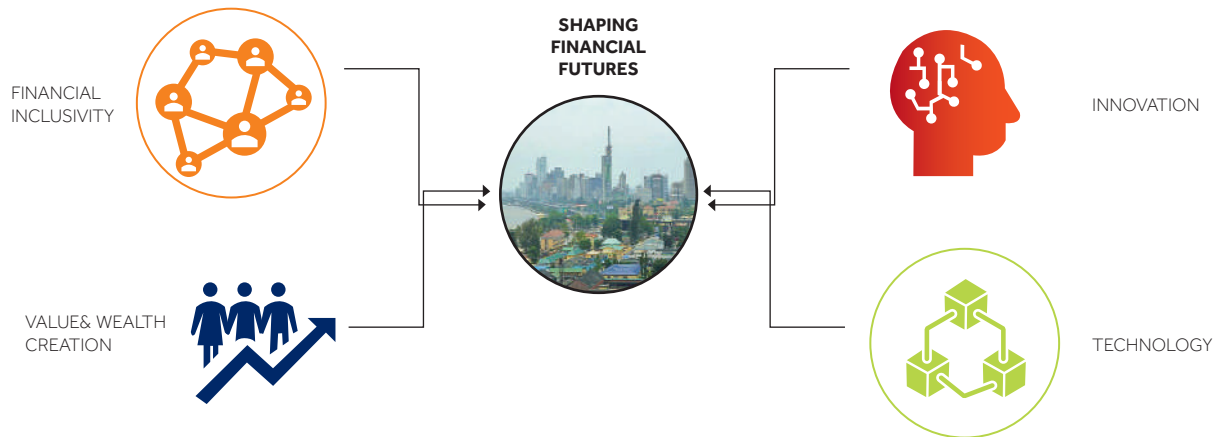 SHAPING
FINANCIAL
FUTURES
FINANCIAL
INCLUSIVITY
INNOVATION
VALUE& WEALTH
CREATION
TECHNOLOGY